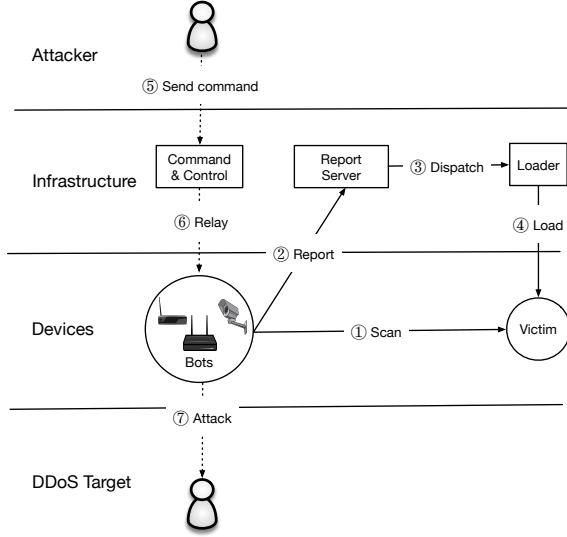 Attacker
⑤ Send command
Infrastructure
Command
& Control
Report
Server
③ Dispatch
Loader
⑥ Relay
④ Load
② Report
Devices
Bots
① Scan
Victim
⑦ Attack
DDoS Target